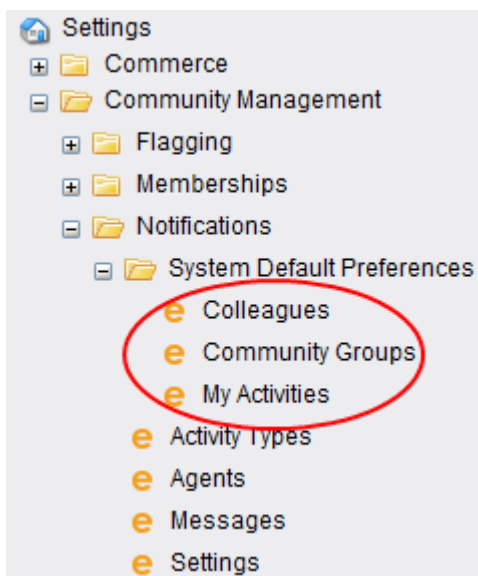 Settings
Commerce
Community Management
Flagging
Memberships
Notifications
System Default Preferences
Colleagues
Community Groups
My Activities
Activity Types
Agents
Messages
Settings